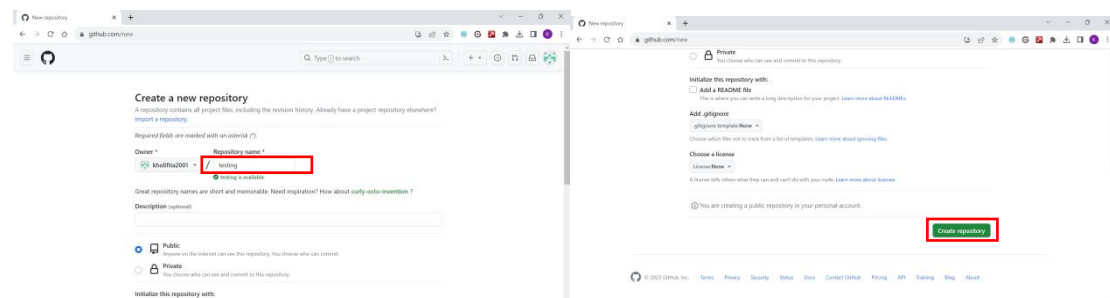 New repository
github.com/new
Type / to search
Create a new repository
A repository contains all project files, including the revision history. Already have a project repository elsewhere?
Import a repository.
Required fields are marked with an asterisk (*).
Owner * Repository name *
kholiftia2001 / testing
testing is available.
Great repository names are short and memorable. Need inspiration? How about curly-octo-invention ?
Description (optional)
Public
Anyone on the internet can see this repository. You choose who can commit.
Private
You choose who can see and commit to this repository.
Initialize this repository with:
New repository
github.com/new
Private
You choose who can see and commit to this repository.
Initialize this repository with:
Add a README file
This is where you can write a long description for your project. Learn more about READMEs.
Add .gitignore
.gitignore template: None
Choose which files not to track from a list of templates. Learn more about ignoring files.
Choose a license
License: None
A license tells others what they can and can't do with your code. Learn more about licenses.
You are creating a public repository in your personal account.
Create repository
© 2023 GitHub, Inc. Terms Privacy Security Status Docs Contact GitHub Pricing API Training Blog About